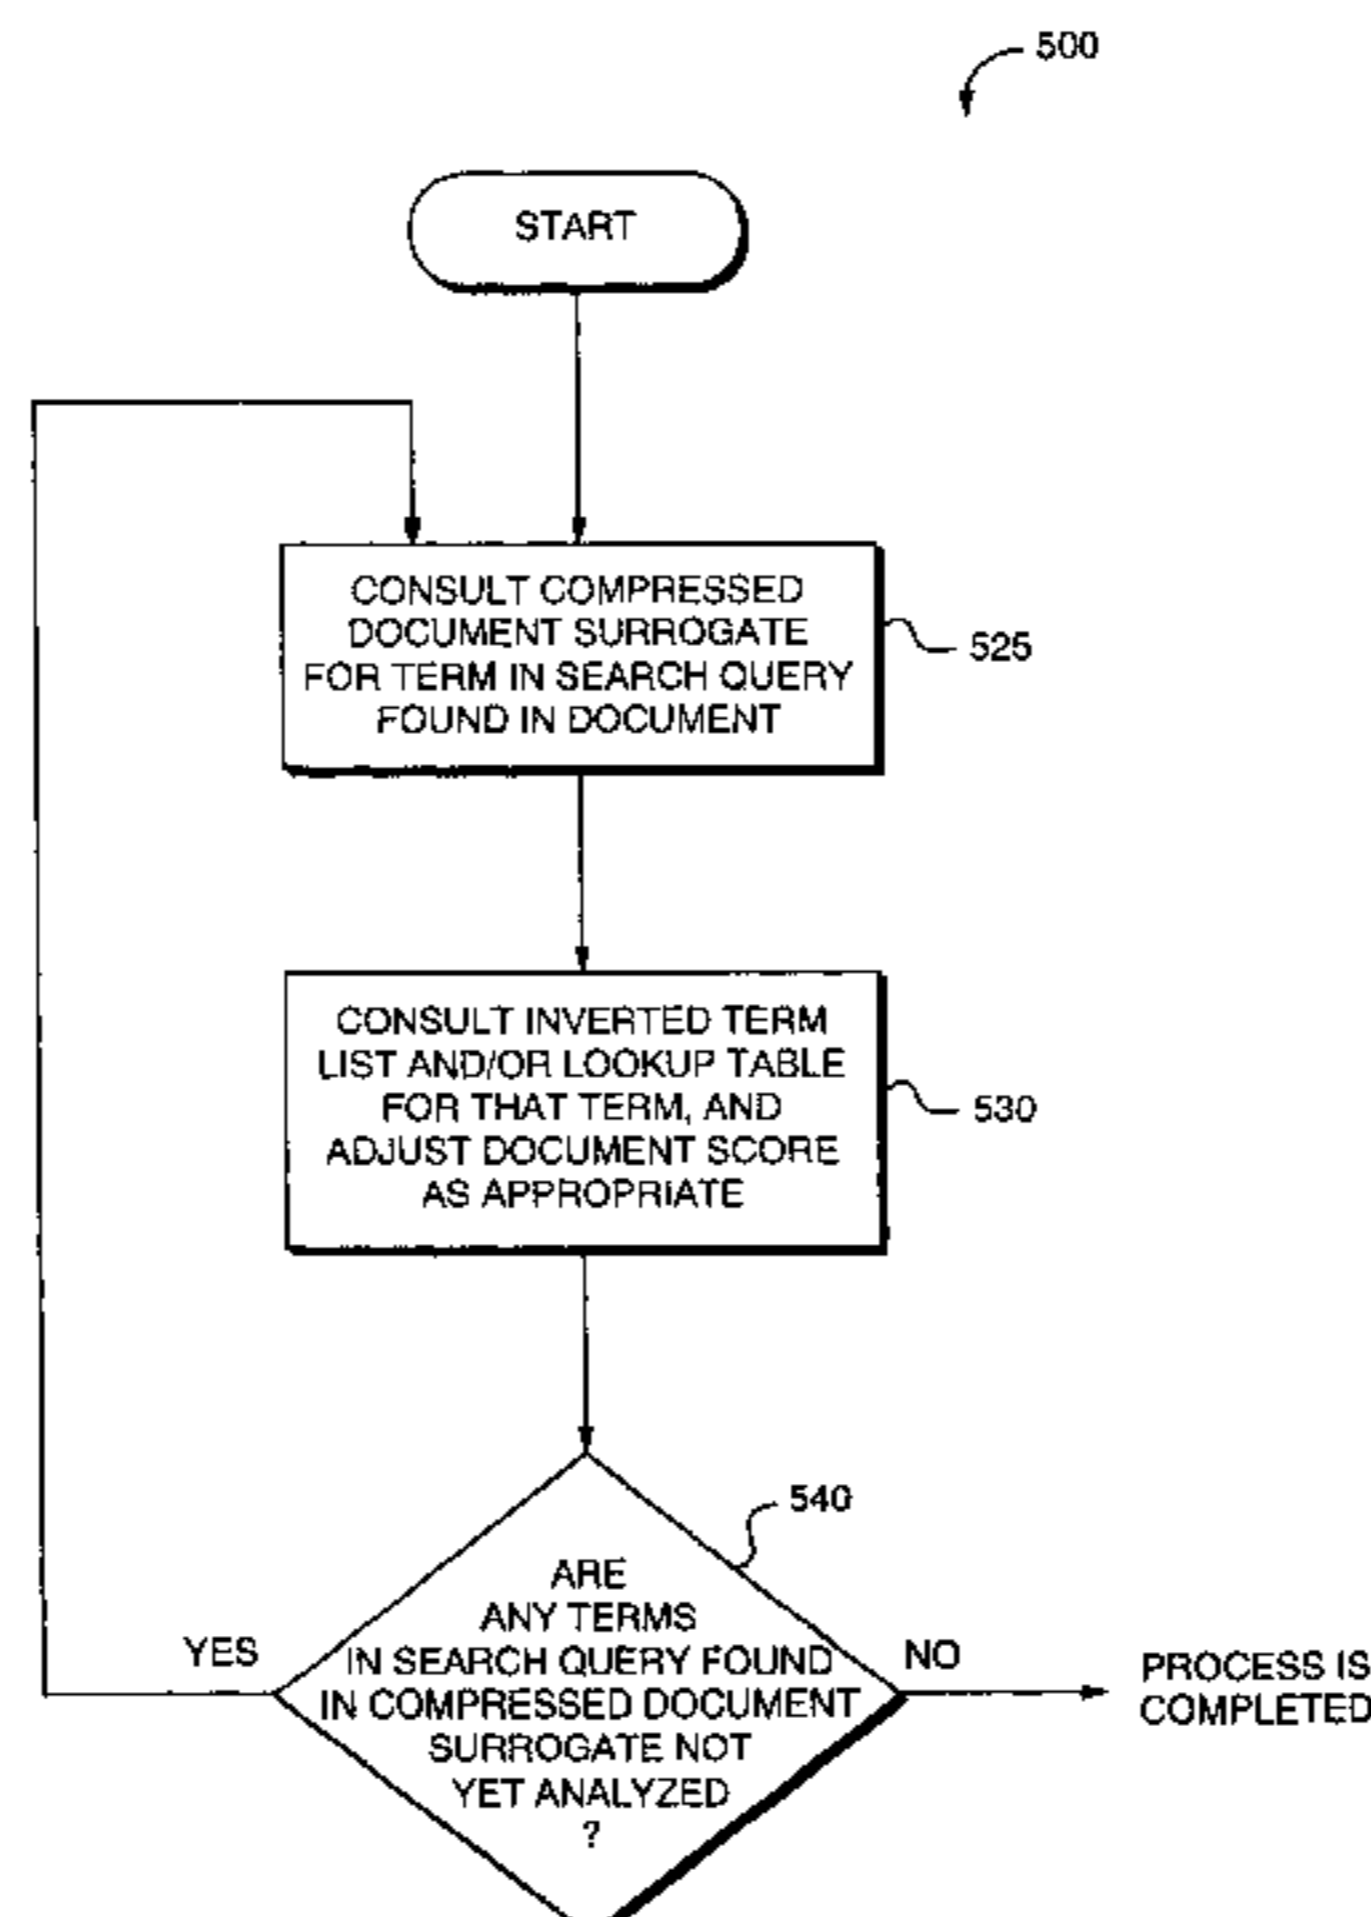 500
START
CONSULT COMPRESSED
DOCUMENT SURROGATE
FOR TERM IN SEARCH QUERY
FOUND IN DOCUMENT
525
CONSULT INVERTED TERM
LIST AND/OR LOOKUP TABLE
FOR THAT TERM, AND
ADJUST DOCUMENT SCORE
AS APPROPRIATE
530
540
ARE
ANY TERMS
IN SEARCH QUERY FOUND
IN COMPRESSED DOCUMENT
SURROGATE NOT
YET ANALYZED
?
YES
NO
PROCESS IS
COMPLETED